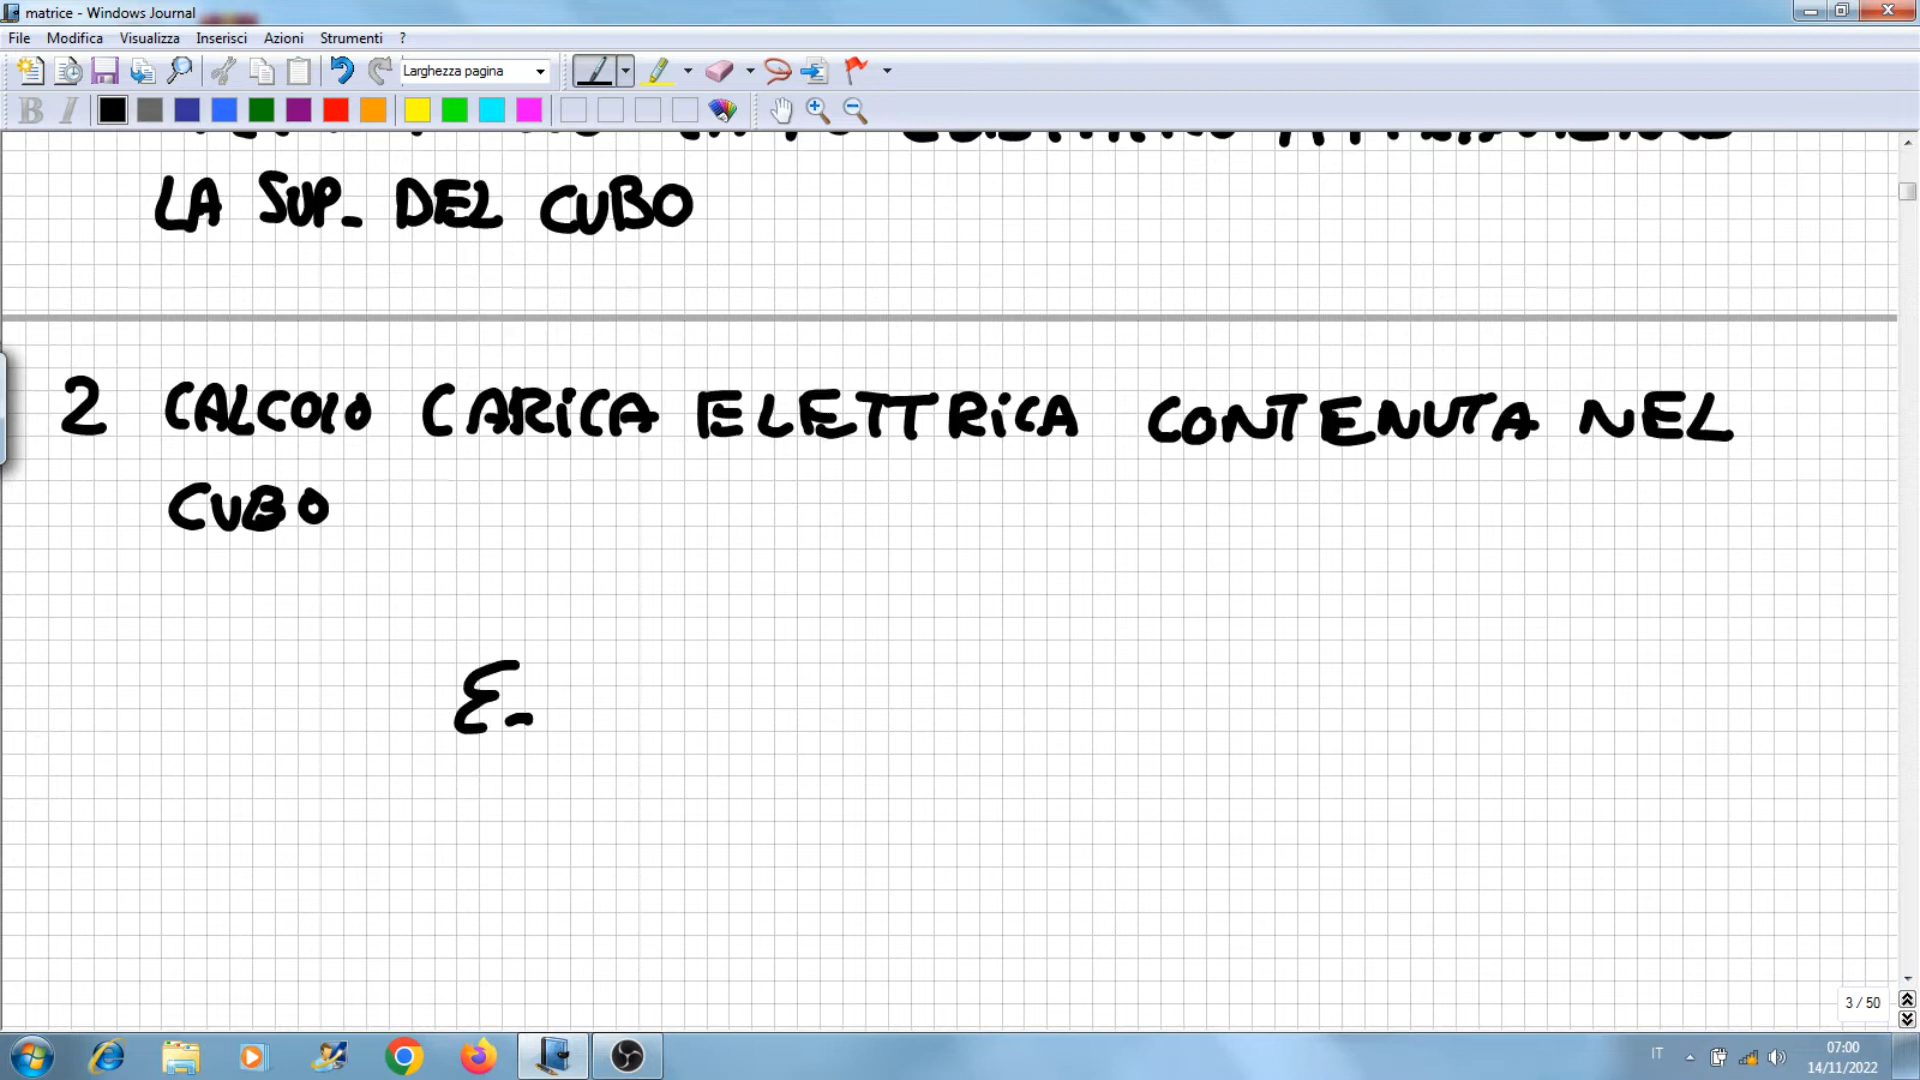 matrice - Windows Journal
File Modifica Visualizza Inserisci Azioni Strumenti ?
Larghezza pagina
B I
LA SUP. DEL CUBO
2 CALCOLO CARICA ELETTRICA CONTENUTA NEL
CUBO
3 / 50
IT
07:00
14/11/2022